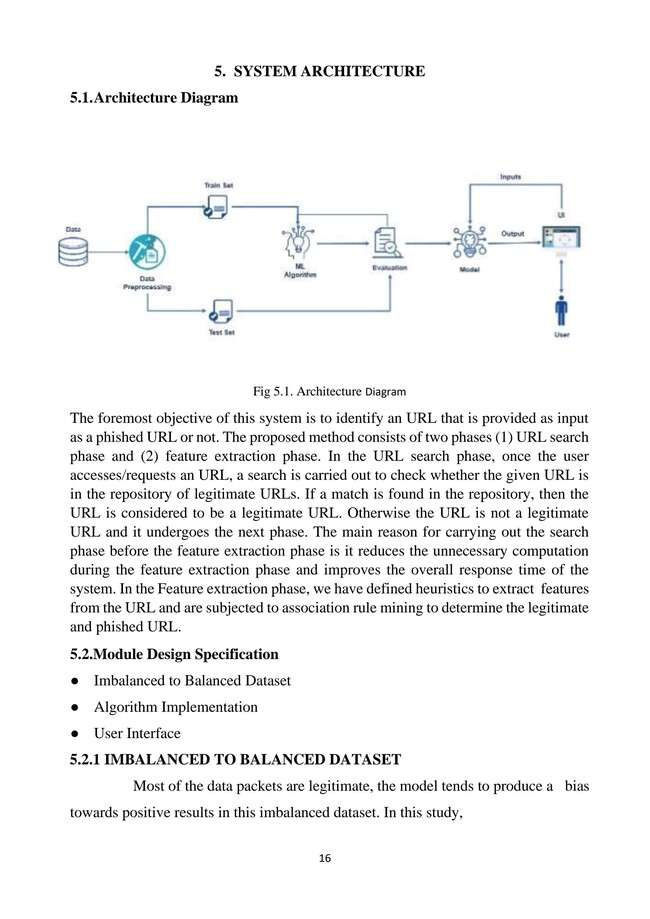 5. SYSTEM ARCHITECTURE
5.1.Architecture Diagram
Inputs
Train Set
UI
Data
Output
ML
Algorithm
Evaluation
Model
Data
Preprocessing
Test Set
User
Fig 5.1. Architecture Diagram
The foremost objective of this system is to identify an URL that is provided as input
as a phished URL or not. The proposed method consists of two phases (1) URL search
phase and (2) feature extraction phase. In the URL search phase, once the user
accesses/requests an URL, a search is carried out to check whether the given URL is
in the repository of legitimate URLs. If a match is found in the repository, then the
URL is considered to be a legitimate URL. Otherwise the URL is not a legitimate
URL and it undergoes the next phase. The main reason for carrying out the search
phase before the feature extraction phase is it reduces the unnecessary computation
during the feature extraction phase and improves the overall response time of the
system. In the Feature extraction phase, we have defined heuristics to extract features
from the URL and are subjected to association rule mining to determine the legitimate
and phished URL.
5.2.Module Design Specification
● Imbalanced to Balanced Dataset
● Algorithm Implementation
● User Interface
5.2.1 IMBALANCED TO BALANCED DATASET
Most of the data packets are legitimate, the model tends to produce a bias
towards positive results in this imbalanced dataset. In this study,
16